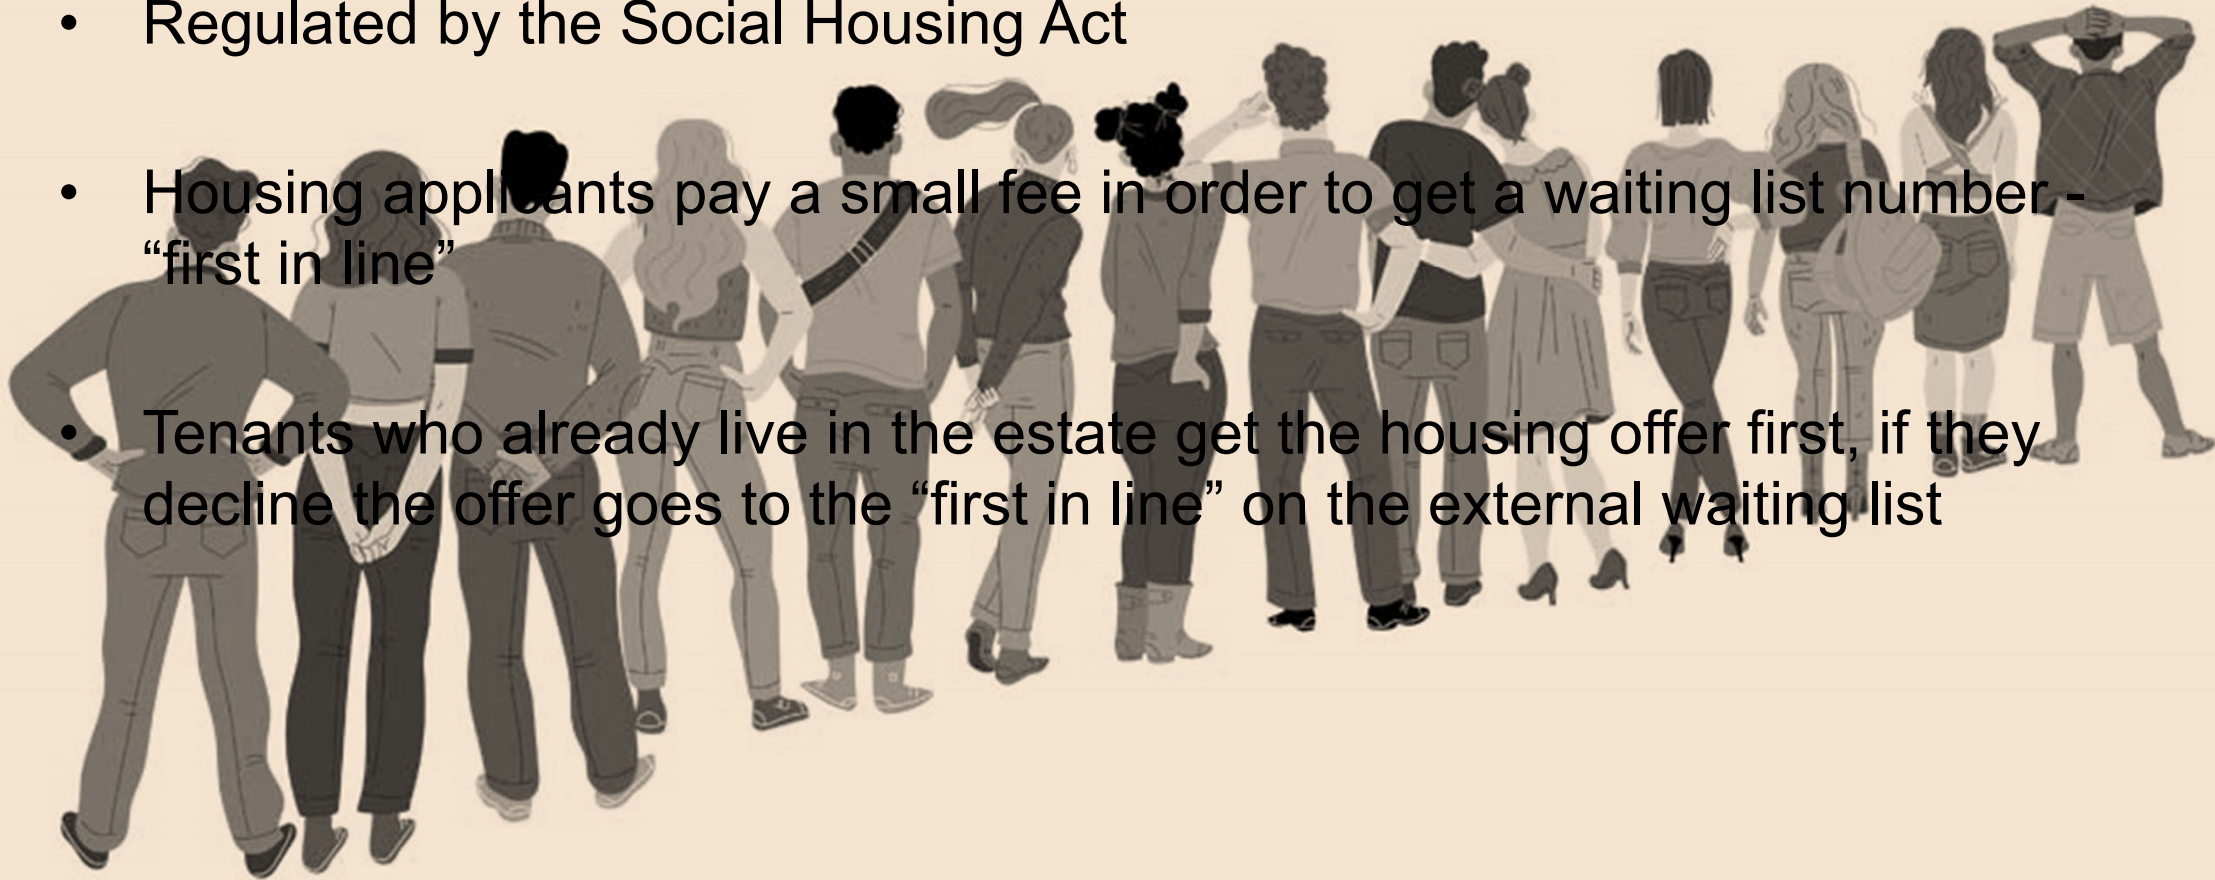 • Regulated by the Social Housing Act
• Housing applicants pay a small fee in order to get a waiting list number -
“first in line”
• Tenants who already live in the estate get the housing offer first, if they
decline the offer goes to the “first in line” on the external waiting list